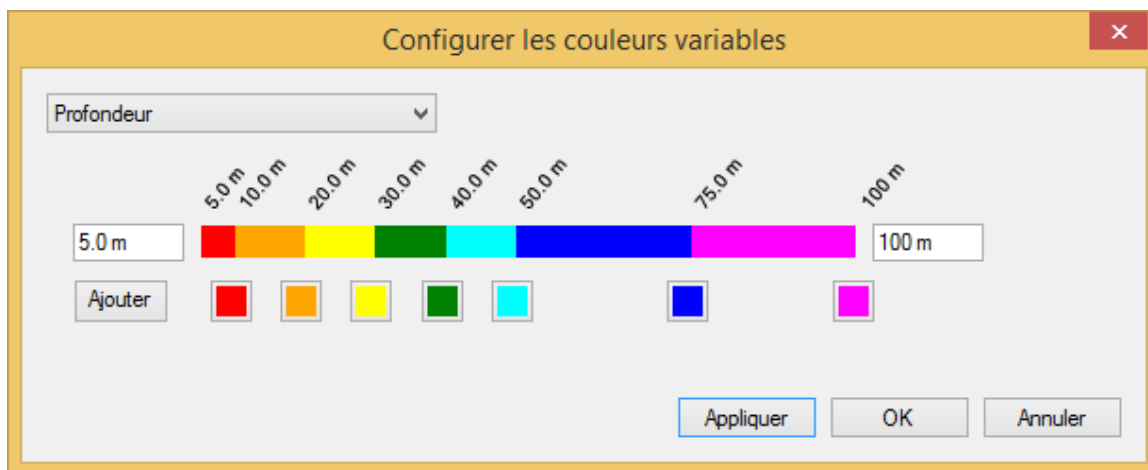 Configurer les couleurs variables
Profondeur
5.0 m
10.0 m
20.0 m
30.0 m
40.0 m
50.0 m
75.0 m
100 m
5.0 m
100 m
Ajouter
Appliquer
OK
Annuler